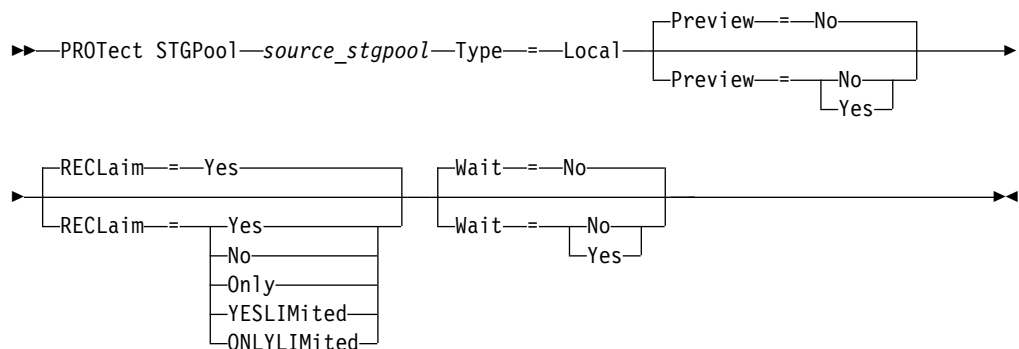 Preview = No
PROTect STGPool source_stgpool Type = Local
Preview = No
Yes
RECLaim = Yes
Wait = No
RECLaim = Yes
Wait = No
No
Yes
Only
YESLIMited
ONLYLIMited